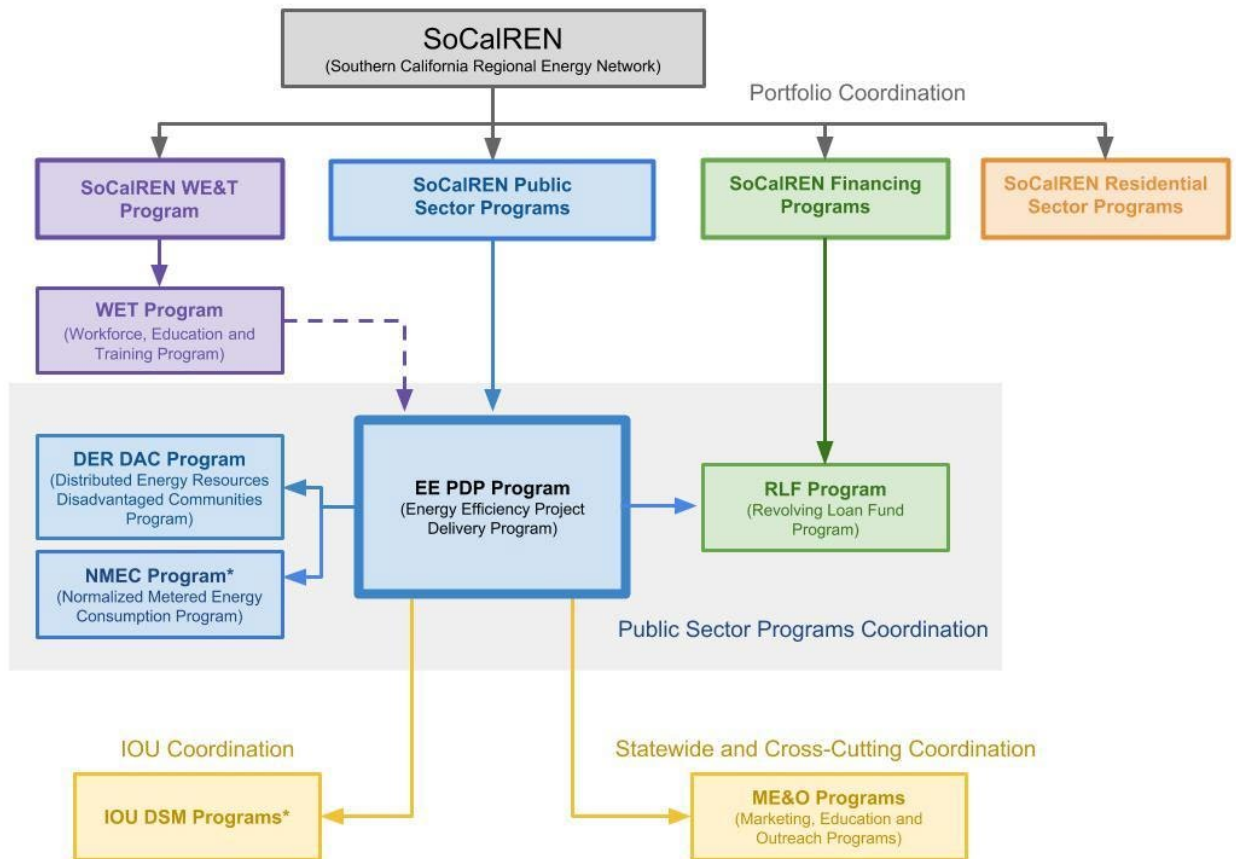 SoCalREN
(Southern California Regional Energy Network)
Portfolio Coordination
SoCalREN WE&T
Program
SoCalREN Public
Sector Programs
SoCalREN Financing
Programs
SoCalREN Residential
Sector Programs
WET Program
(Workforce, Education and
Training Program)
DER DAC Program
(Distributed Energy Resources
Disadvantaged Communities
Program)
EE PDP Program
(Energy Efficiency Project
Delivery Program)
RLF Program
(Revolving Loan Fund
Program)
NMEC Program*
(Normalized Metered Energy
Consumption Program)
Public Sector Programs Coordination
IOU Coordination
Statewide and Cross-Cutting Coordination
IOU DSM Programs*
ME&O Programs
(Marketing, Education and
Outreach Programs)